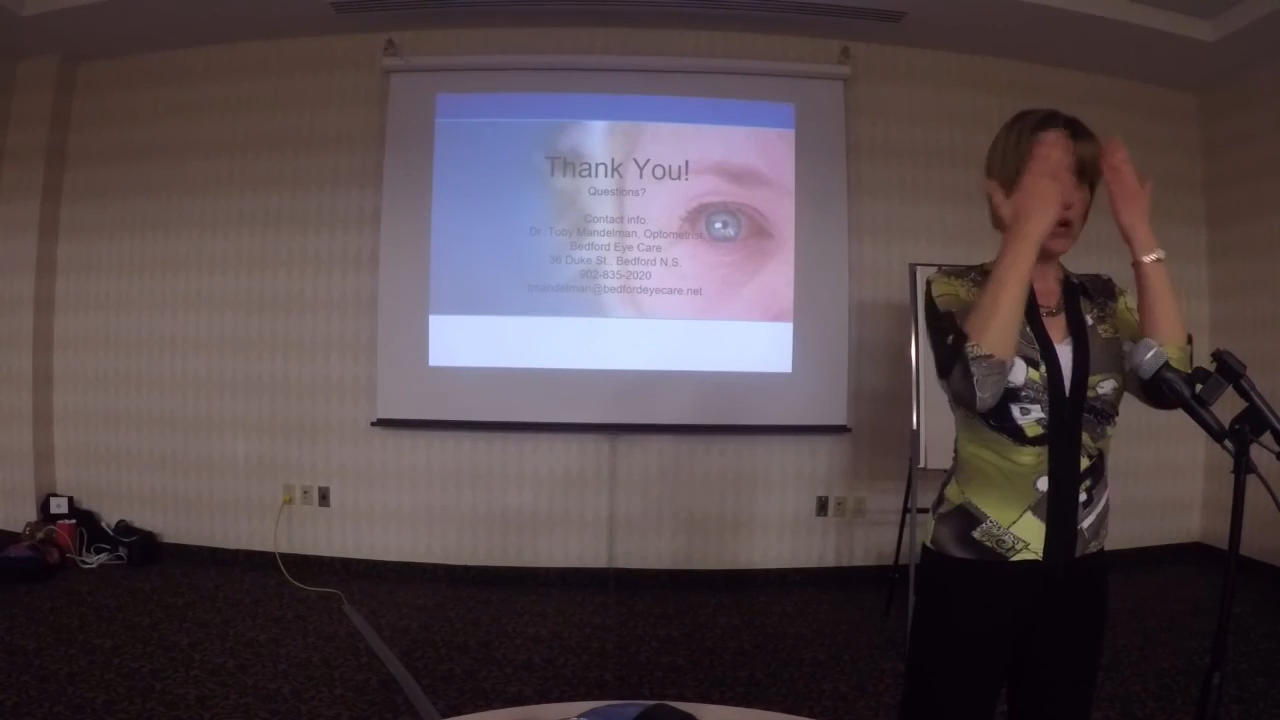 Thank You!
Questions?
Contact info:
Dr. Toby Mandelman, Optometrist
Bedford Eye Care
36 Duke St., Bedford N.S.
902-835-2020
tmandelman@bedfordeyecare.net